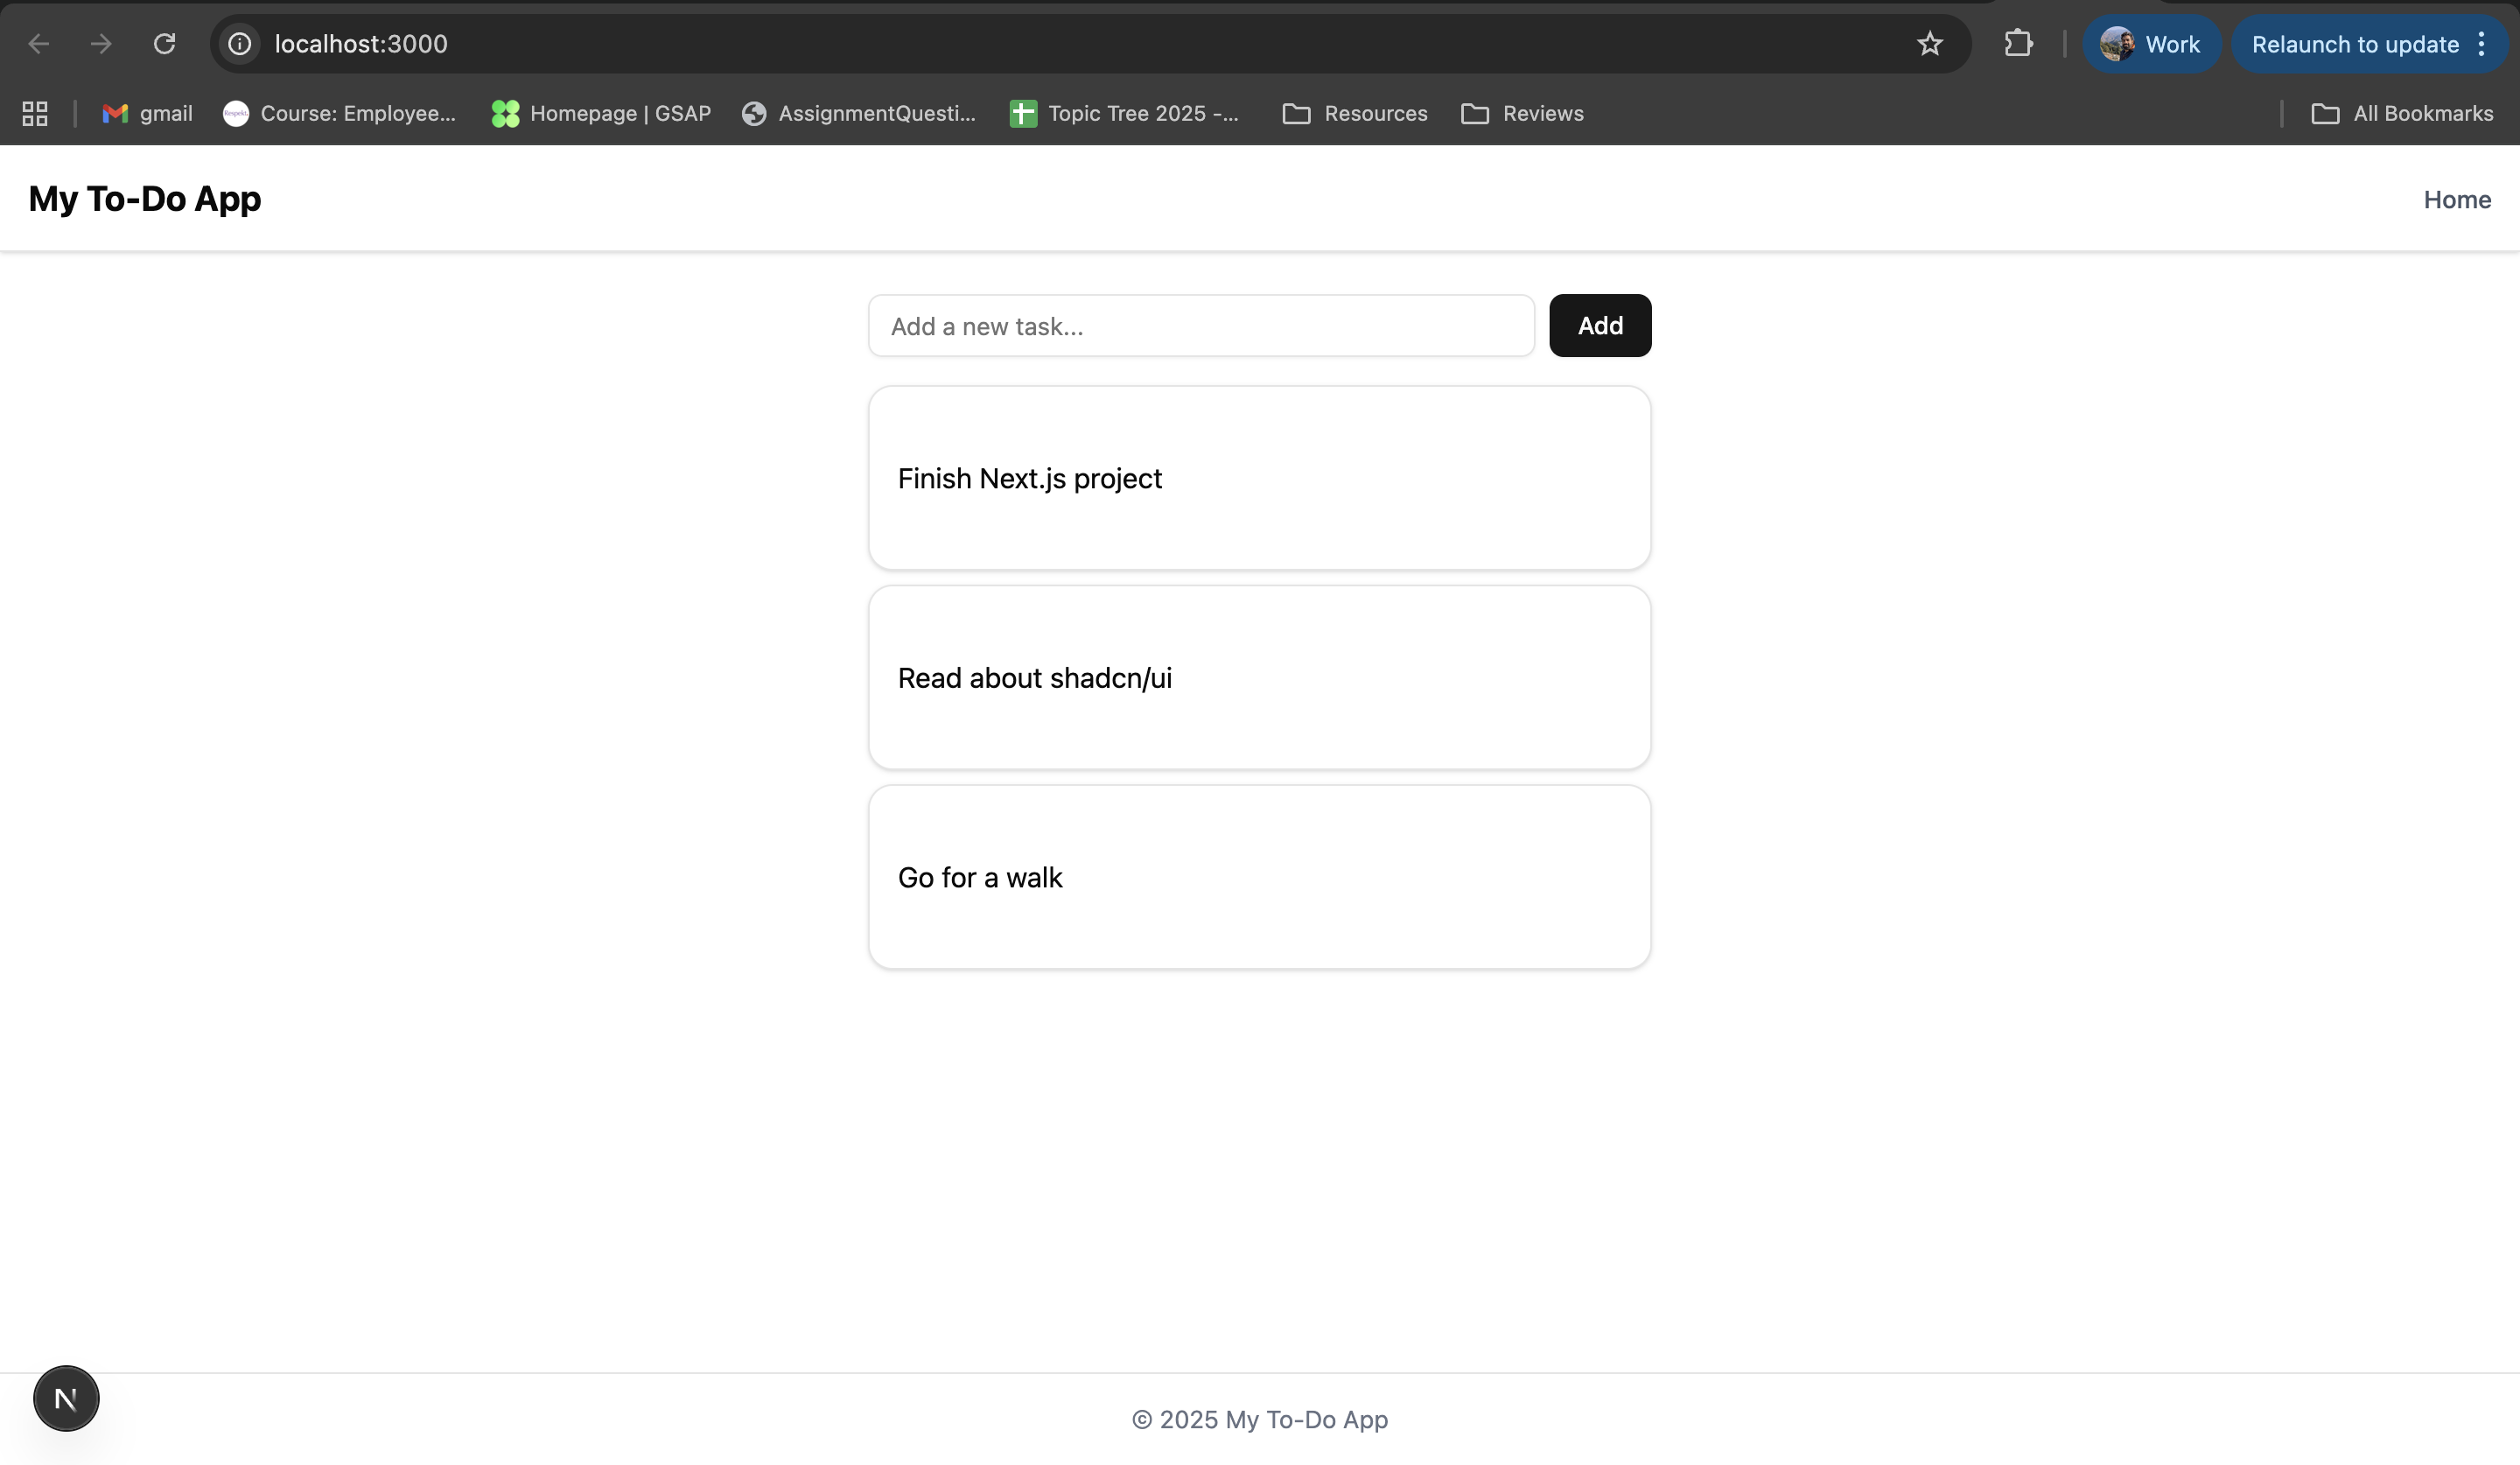 localhost:3000
Work
Relaunch to update
gmail
Course: Employee...
Homepage | GSAP
AssignmentQuesti...
Topic Tree 2025 -...
Resources
Reviews
All Bookmarks
My To-Do App
Home
Add a new task...
Add
Finish Next.js project
Read about shadcn/ui
Go for a walk
N
© 2025 My To-Do App